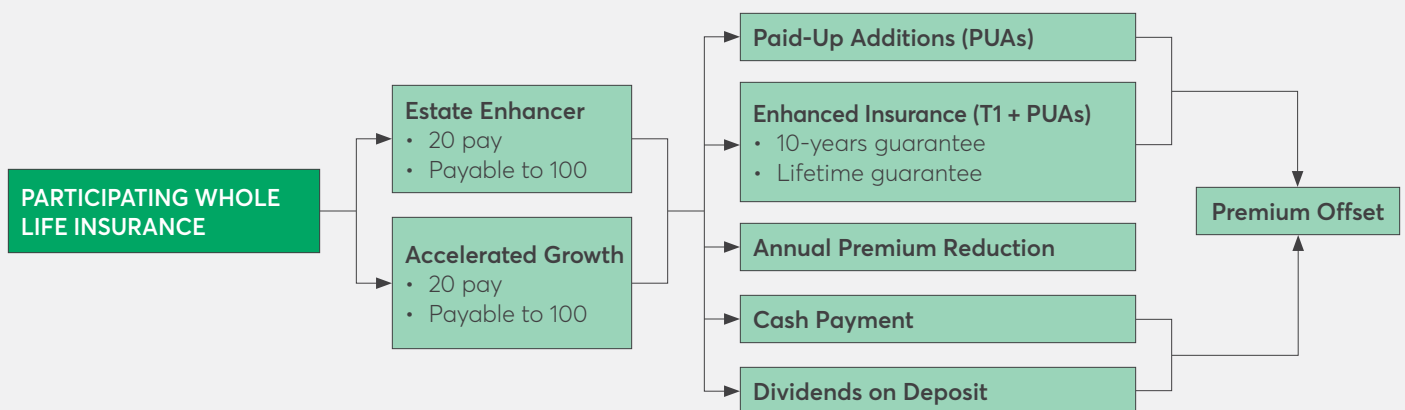 PARTICIPATING WHOLE
LIFE INSURANCE
Estate Enhancer
• 20 pay
• Payable to 100
Accelerated Growth
• 20 pay
• Payable to 100
Paid-Up Additions (PUAs)
Enhanced Insurance (T1 + PUAs)
• 10-years guarantee
• Lifetime guarantee
Annual Premium Reduction
Cash Payment
Dividends on Deposit
Premium Offset